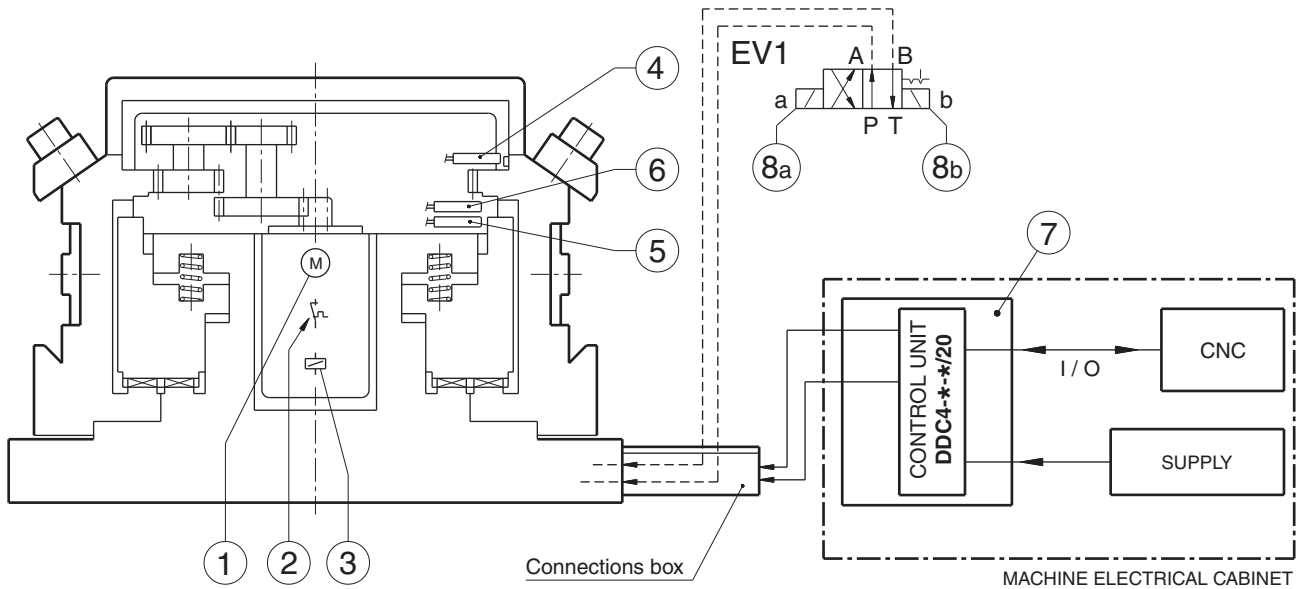 4
EV1
A B
a b
P T
8a 8b
6
5
7
M
CONTROL UNIT
DDC4-*-*/20
CNC
I / O
SUPPLY
1 2 3
Connections box
MACHINE ELECTRICAL CABINET